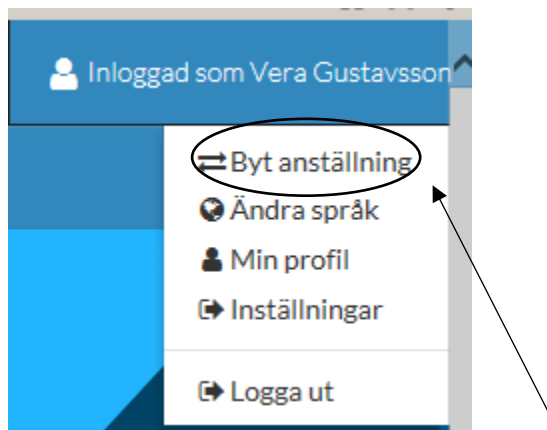 Inloggad som Vera Gustavsson
Byt anställning
Ändra språk
Min profil
Inställningar
Logga ut